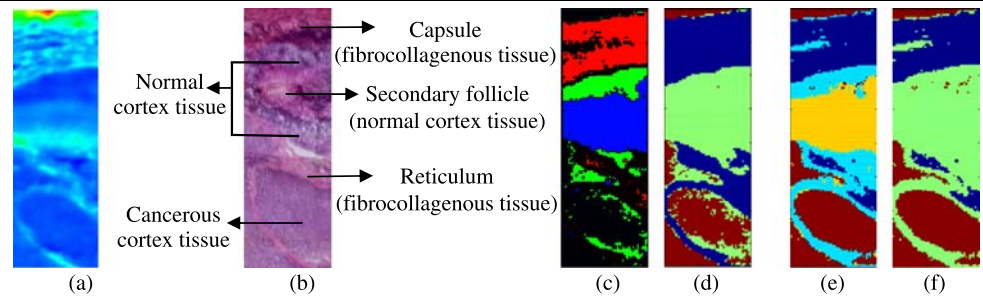 Capsule
(fibrocollagenous tissue)
Normal
cortex tissue
Secondary follicle
(normal cortex tissue)
Reticulum
(fibrocollagenous tissue)
Cancerous
cortex tissue
(a)
(b)
(c)
(d)
(e)
(f)